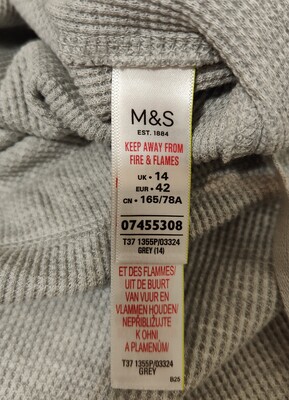 M&S
EST. 1884
KEEP AWAY FROM
FIRE & FLAMES
UK • 14
EUR • 42
CN • 165/78A
07455308
T37 1355P/03324
GREY (14)
ET DES FLAMMES/
UIT DE BUURT
VAN VUUR EN
VLAMMEN HOUDEN/
NEPŘIBLIŽUJTE
K OHNI
A PLAMENŮM/
T37 1355P/03324
GREY
B25